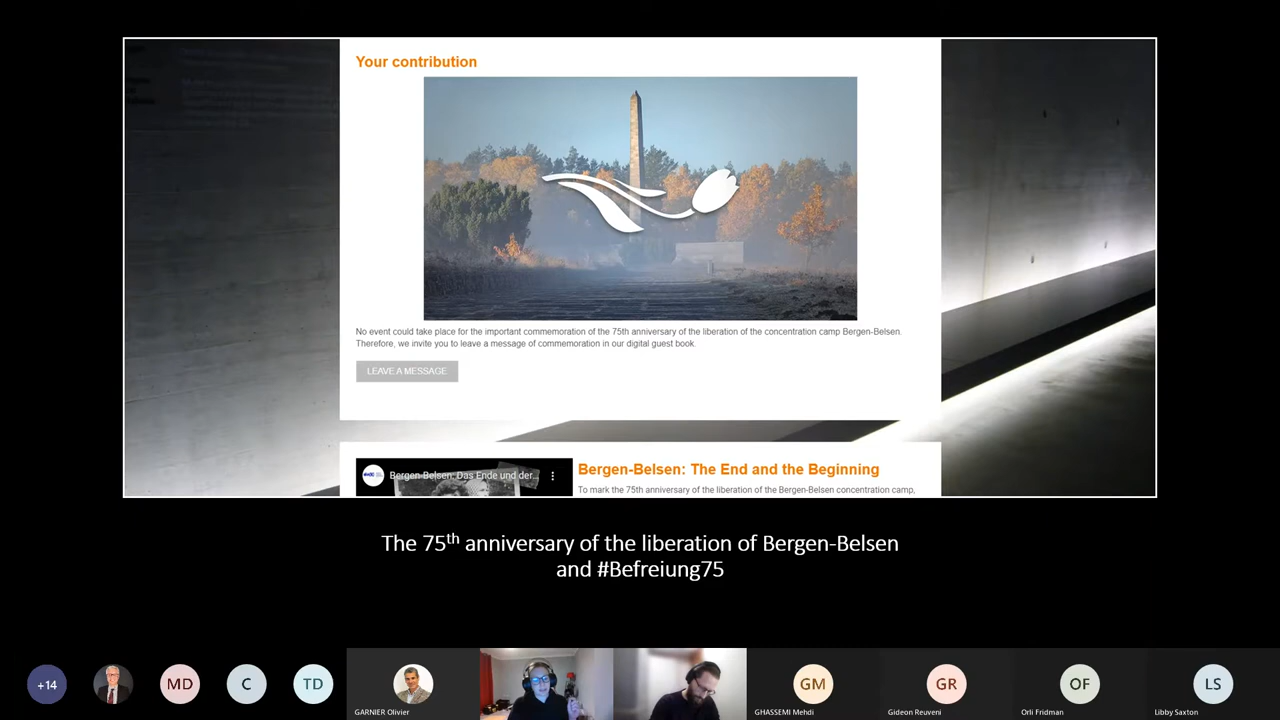 Your contribution
No event could take place for the important commemoration of the 75th anniversary of the liberation of the concentration camp Bergen-Belsen.
Therefore, we invite you to leave a message of commemoration in our digital guest book.
LEAVE A MESSAGE
Bergen-Belsen: Das Ende und der...
Bergen-Belsen: The End and the Beginning
To mark the 75th anniversary of the liberation of the Bergen-Belsen concentration camp,
The 75th anniversary of the liberation of Bergen-Belsen
and #Befreiung75
+14
MD
C
TD
GM
GR
OF
LS
GARNIER Olivier
GHASSEMI Mehdi
Gideon Reuveni
Orli Fridman
Libby Saxton